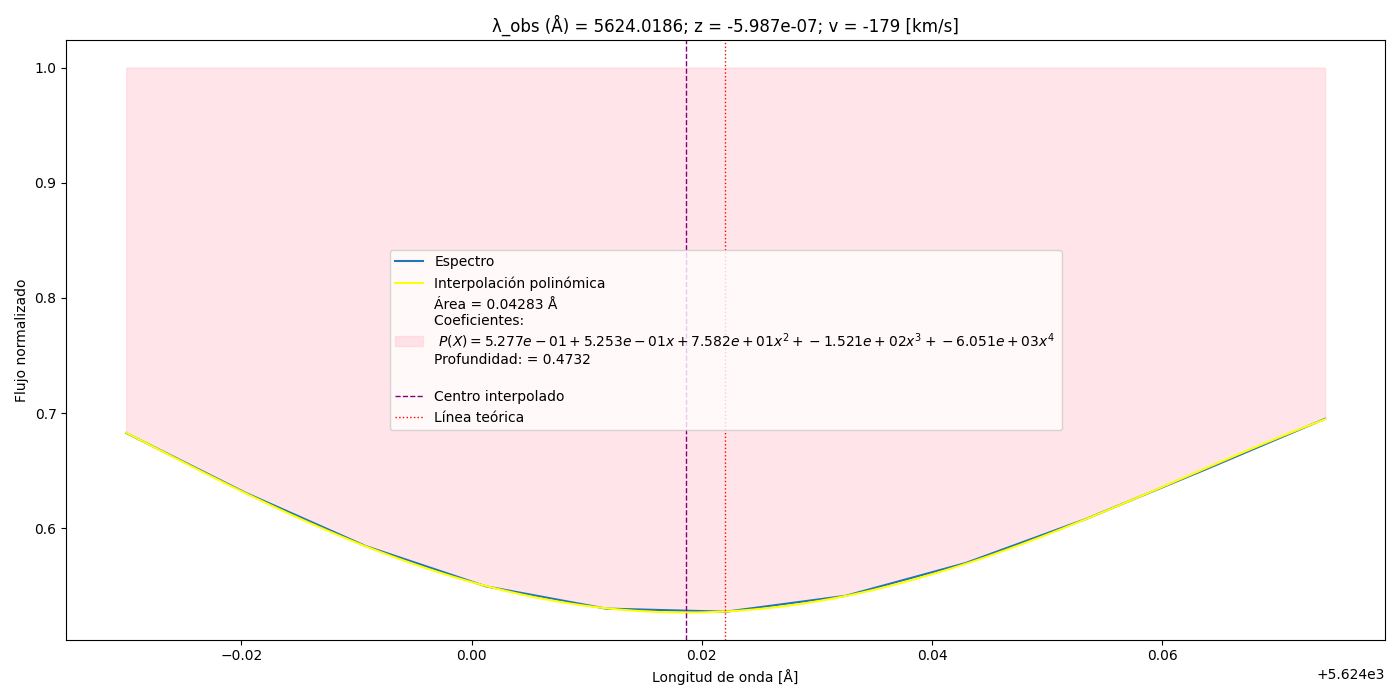 λ_obs (Å) = 5624.0186; z = -5.987e-07; v = -179 [km/s]
1.0
0.9
0.8
0.7
0.6
Flujo normalizado
Espectro
Interpolación polinómica
Área = 0.04283 Å
Coeficientes:
P(X) = 5.277e − 01 + 5.253e − 01x + 7.582e + 01x² + − 1.521e + 02x³ + − 6.051e + 03x⁴
Profundidad: = 0.4732
Centro interpolado
Línea teórica
−0.02 0.00 0.02 0.04 0.06
Longitud de onda [Å]
+5.624e3